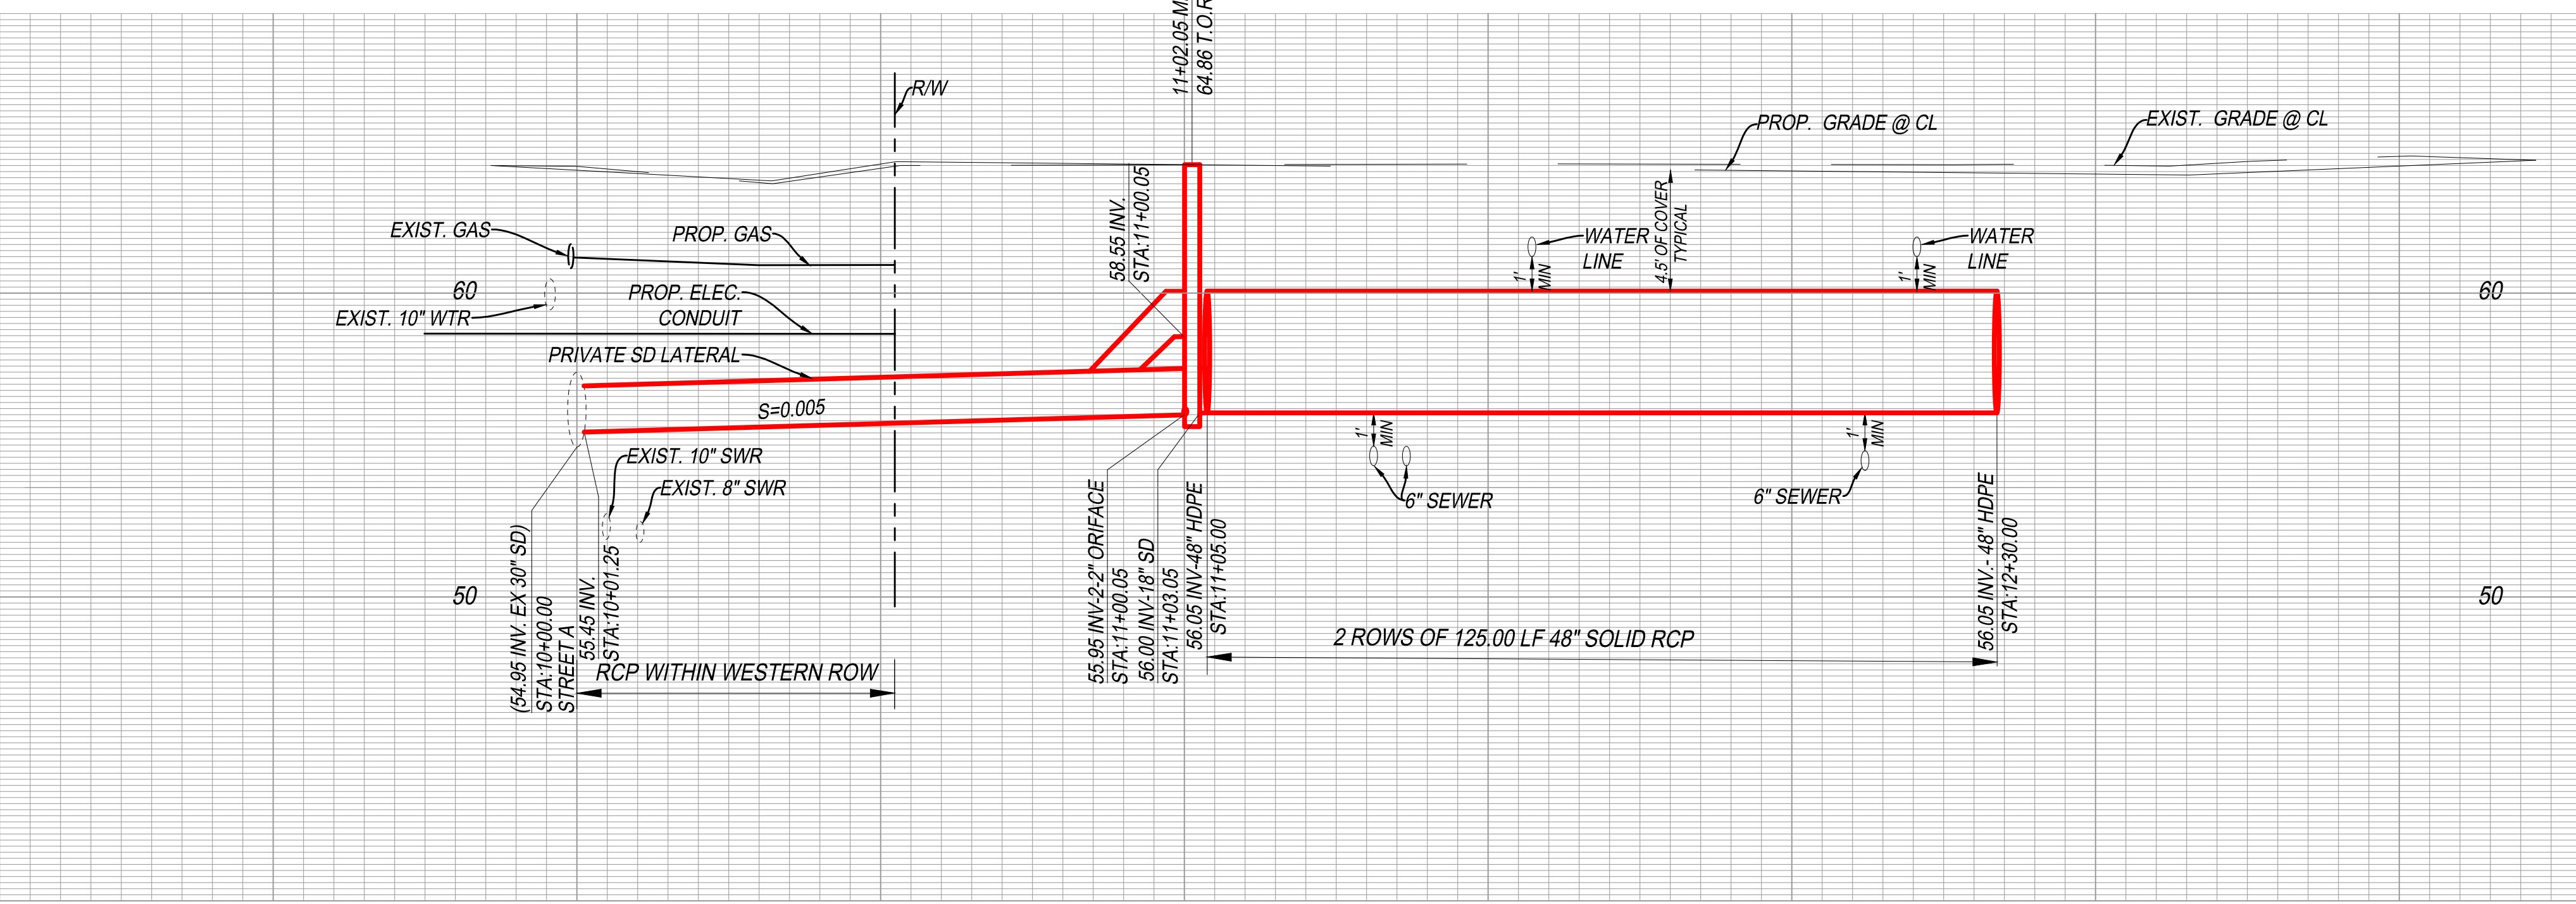 11+02.05 M
64.86 T.O.R
R/W
PROP. GRADE @ CL
EXIST. GRADE @ CL
EXIST. GAS
PROP. GAS
58.55 INV.
STA:11+00.05
WATER
LINE
4.5' OF COVER
TYPICAL
WATER
LINE
1'
MIN
1'
MIN
60
60
EXIST. 10" WTR
PROP. ELEC.
CONDUIT
PRIVATE SD LATERAL
S=0.005
1'
MIN
1'
MIN
EXIST. 10" SWR
EXIST. 8" SWR
6" SEWER
6" SEWER
50
50
(54.95 INV. EX 30" SD)
STA:10+00.00
STREET A
55.45 INV.
STA:10+01.25
55.95 INV-2-2" ORIFACE
STA:11+00.05
56.00 INV-18" SD
STA:11+03.05
56.05 INV-48" HDPE
STA:11+05.00
56.05 INV.- 48" HDPE
STA:12+30.00
2 ROWS OF 125.00 LF 48" SOLID RCP
RCP WITHIN WESTERN ROW